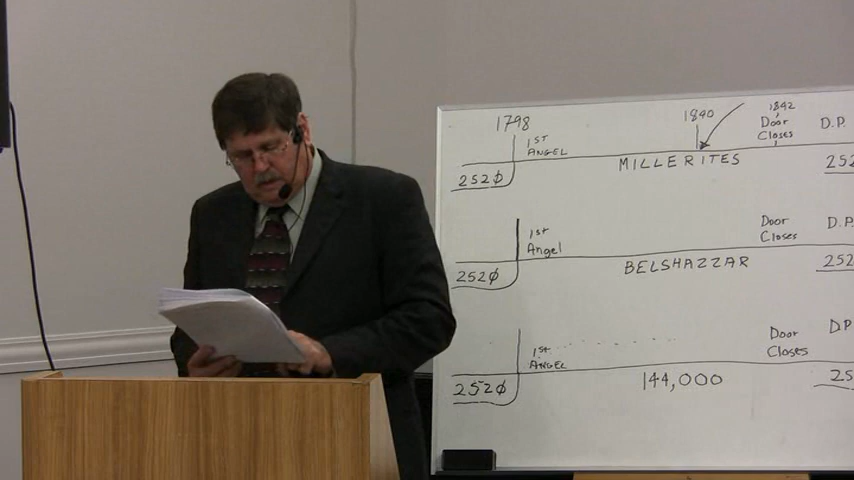 1798
1840
1842
1ST
ANGEL
Door
Closes
D.P.
2520
MILLERITES
252
1st
Angel
Door
Closes
D.P.
2520
BELSHAZZAR
252
1st
ANGEL
Door
Closes
D.P
2520
144,000
25